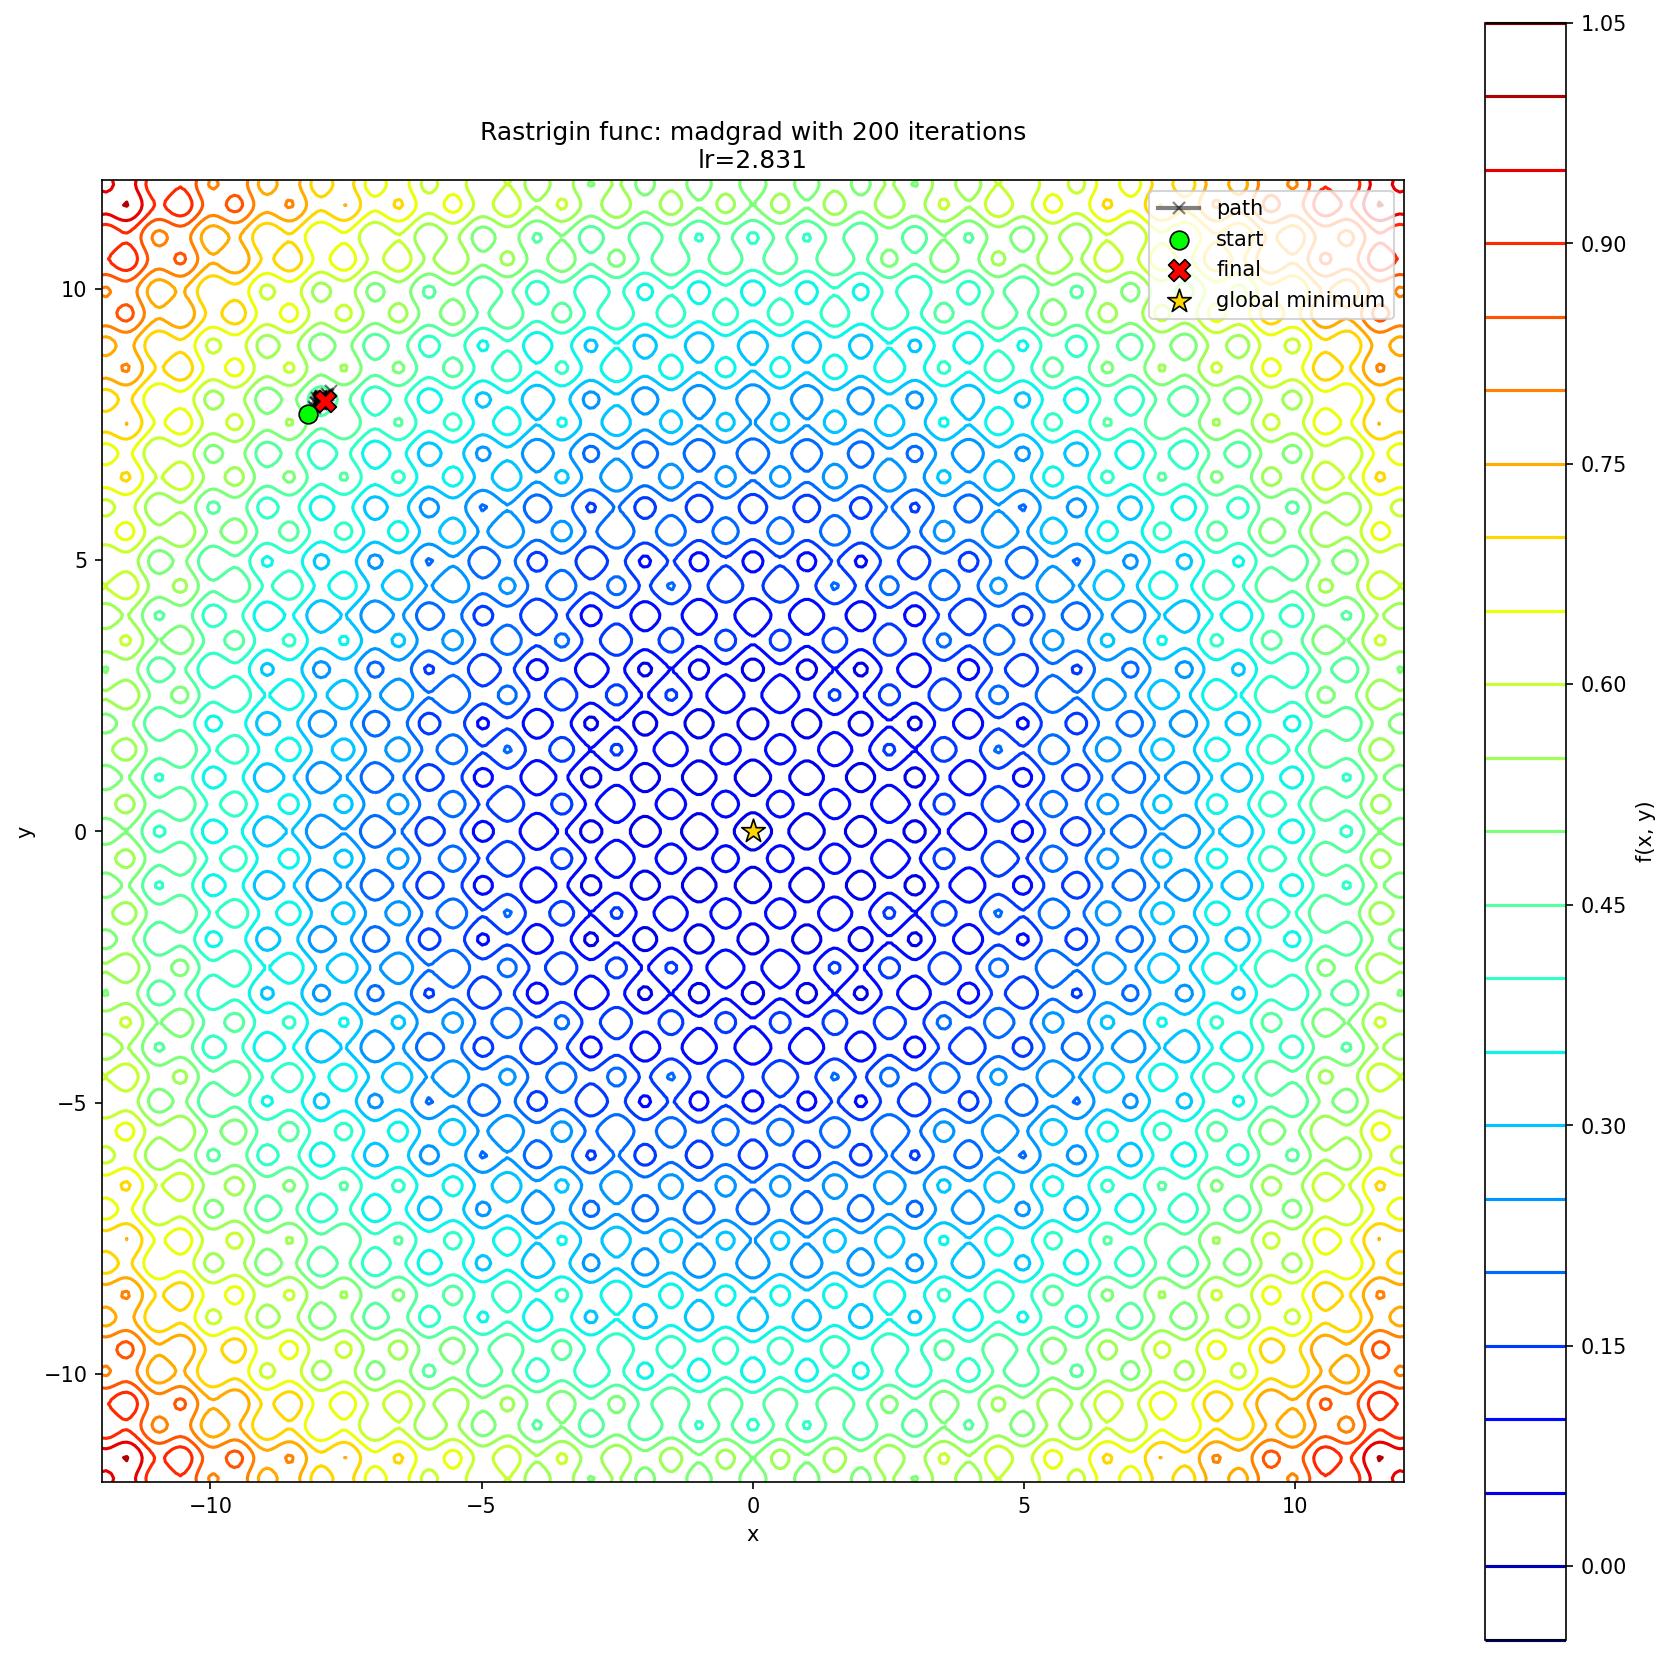 Rastrigin func: madgrad with 200 iterations
lr=2.831
path
start
final
global minimum
10
5
0
−5
−10
y
−10
−5
0
5
10
x
1.05
0.90
0.75
0.60
0.45
0.30
0.15
0.00
f(x, y)